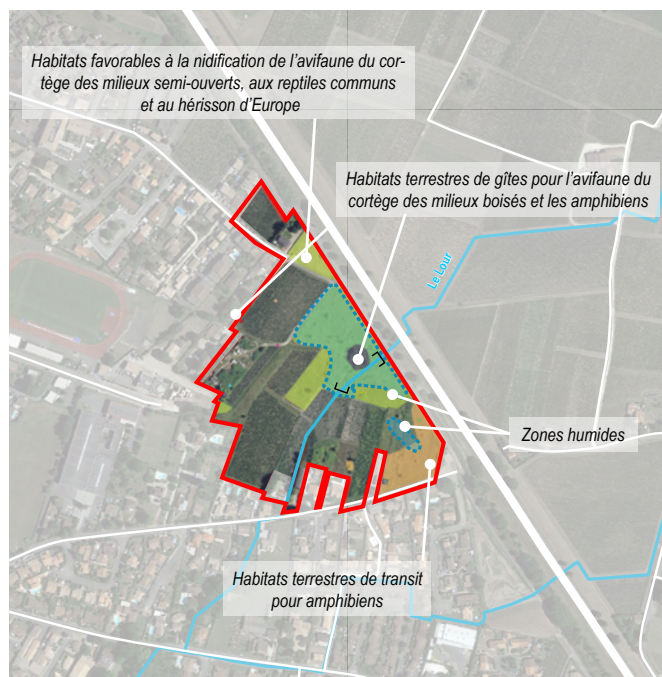 Habitats favorables à la nidification de l'avifaune du cor-
tège des milieux semi-ouverts, aux reptiles communs
et au hérisson d'Europe
Habitats terrestres de gîtes pour l'avifaune du
cortège des milieux boisés et les amphibiens
Le Lour
Zones humides
Habitats terrestres de transit
pour amphibiens